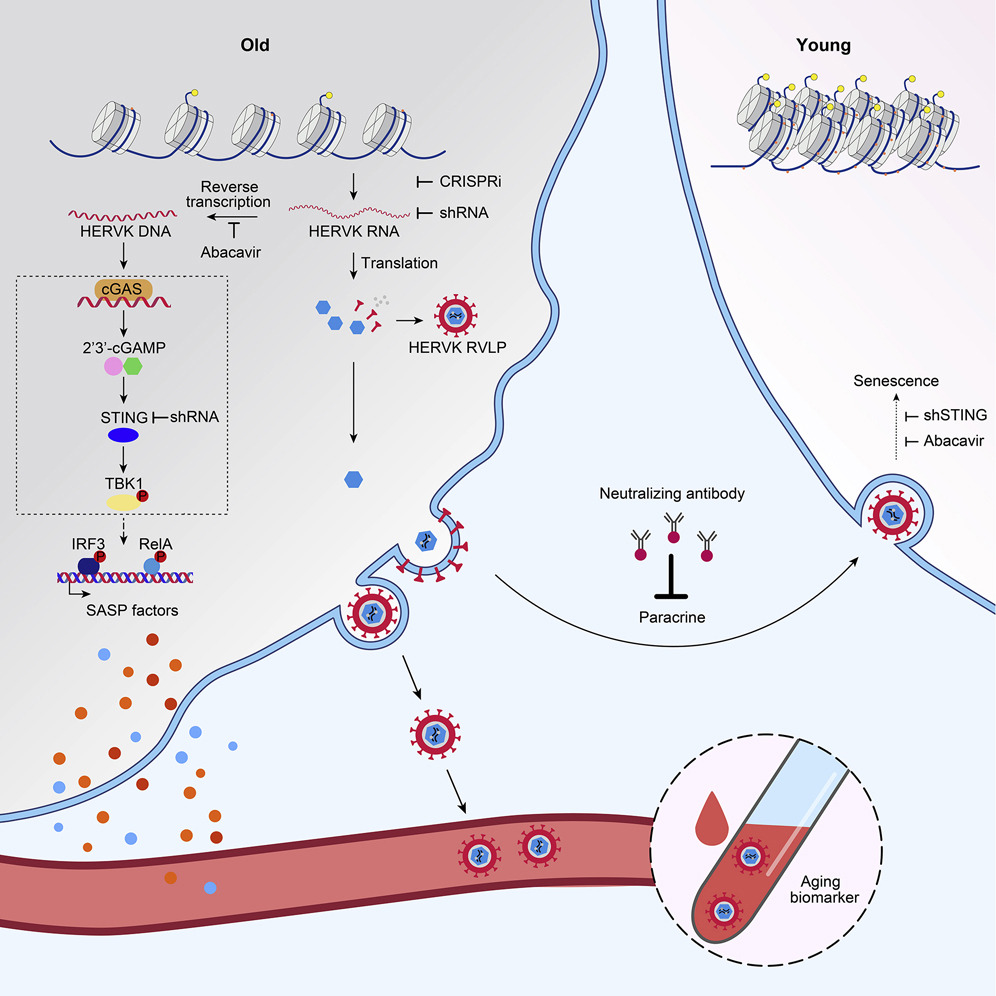 Old
Young
CRISPRi
Reverse
transcription
shRNA
HERVK DNA
HERVK RNA
Abacavir
Translation
cGAS
2'3'-cGAMP
HERVK RVLP
STING
shRNA
TBK1
P
IRF3
P
RelA
P
SASP factors
Senescence
shSTING
Abacavir
Neutralizing antibody
Paracrine
Aging
biomarker